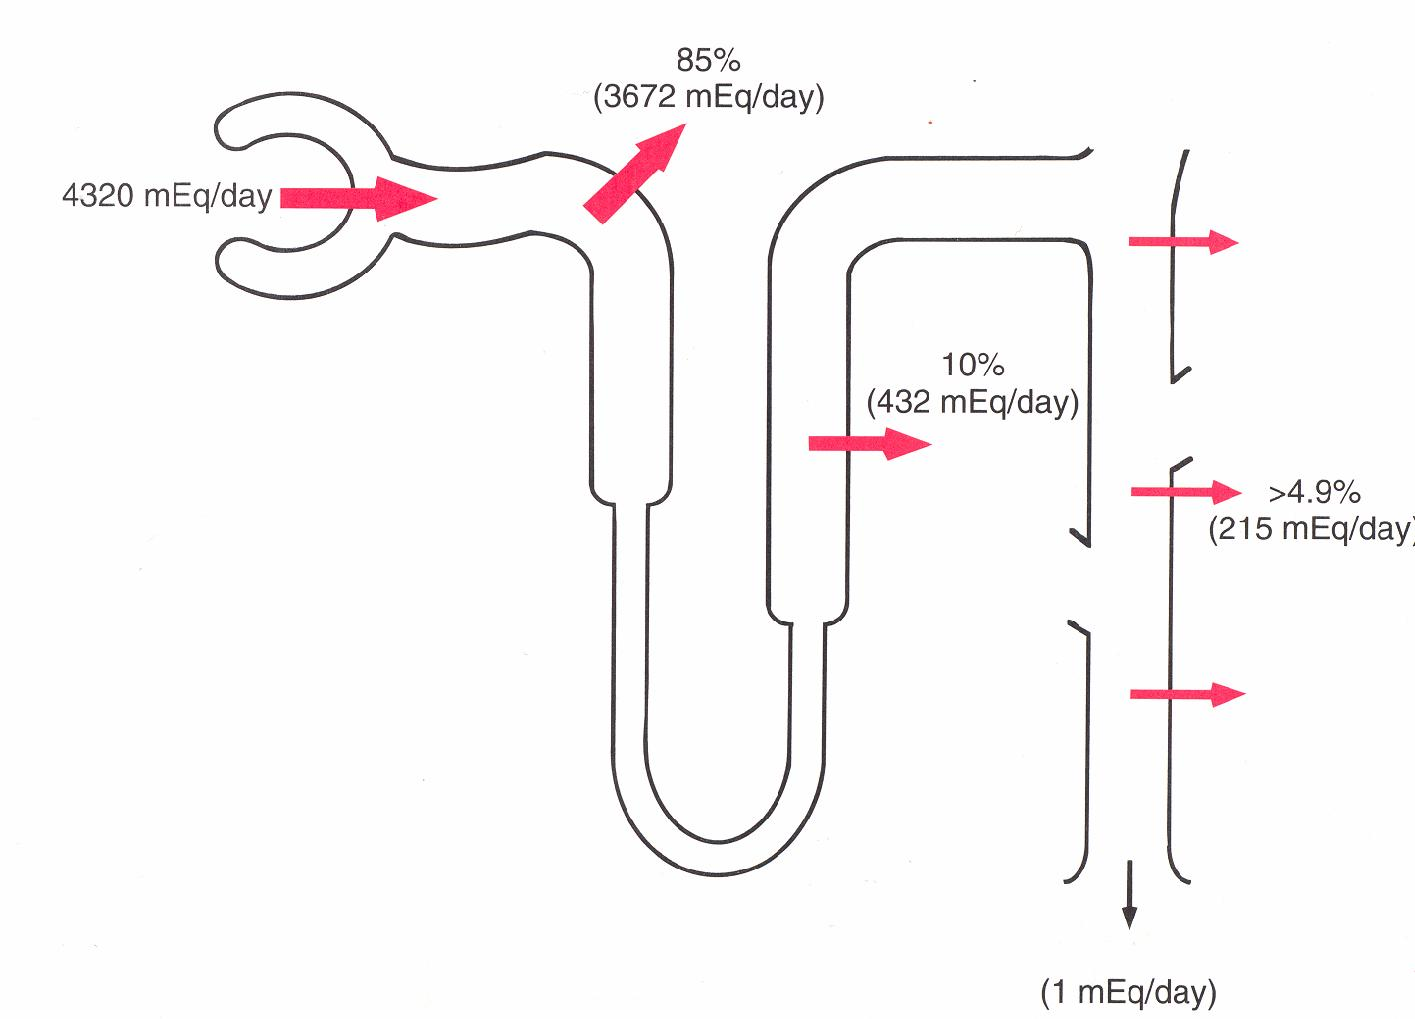 85%
(3672 mEq/day)
4320 mEq/day
10%
(432 mEq/day)
>4.9%
(215 mEq/day)
(1 mEq/day)